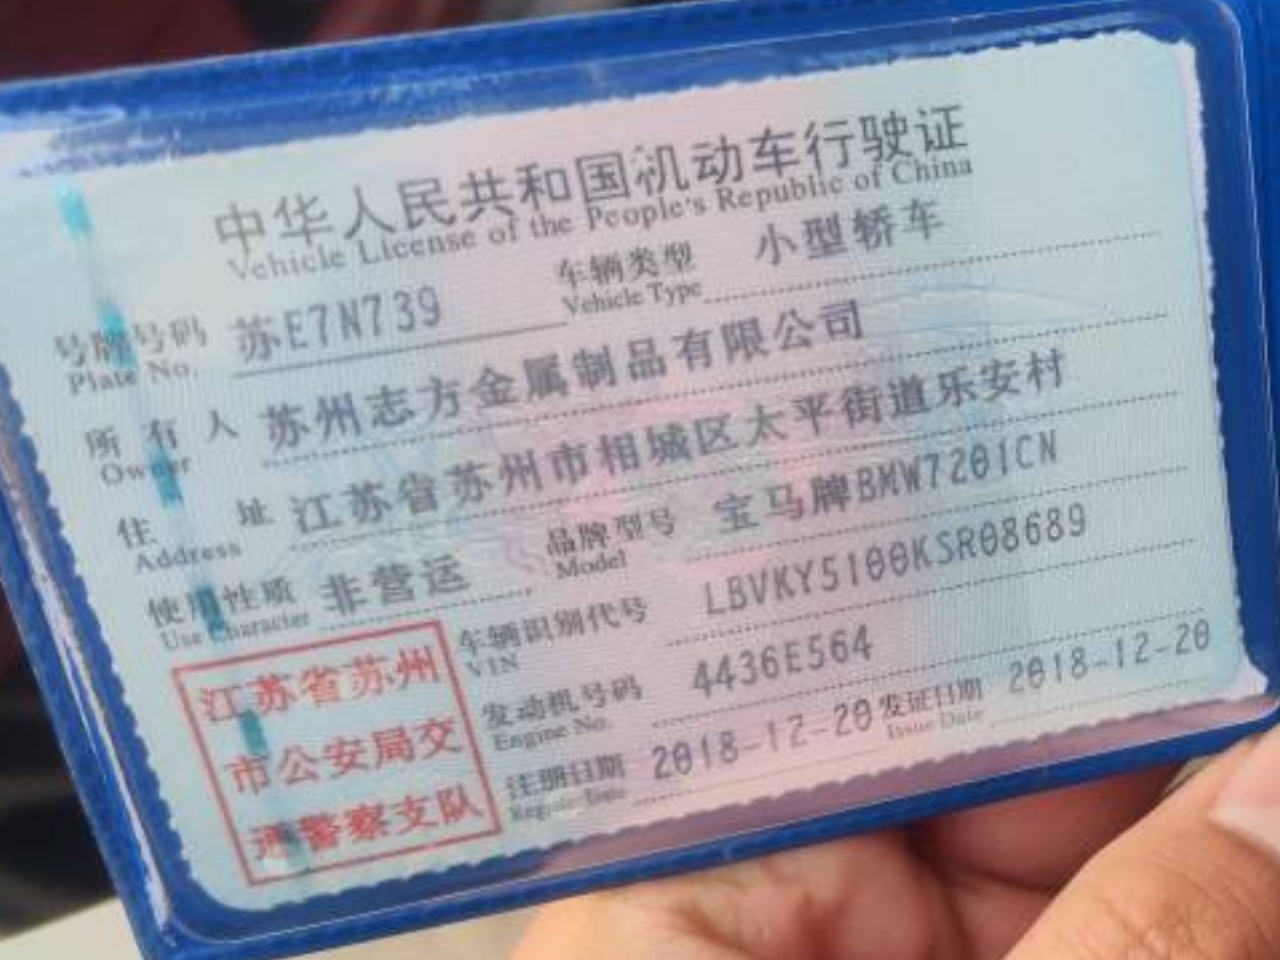 中华人民共和国机动车行驶证
Vehicle License of the People's Republic of China
号牌号码 苏E7N739 车辆类型 小型轿车
Plate No. Vehicle Type
所有人 苏州志方金属制品有限公司
Owner
住址 江苏省苏州市相城区太平街道乐安村
Address
使用性质 非营运 品牌型号 宝马牌BMW7201CN
Use Character Model
车辆识别代号 LBVKY5100KSR08689
VIN
发动机号码 4436E564
Engine No.
注册日期 2018-12-20 发证日期 2018-12-20
Register Date Issue Date
江苏省苏州
市公安局交
通警察支队